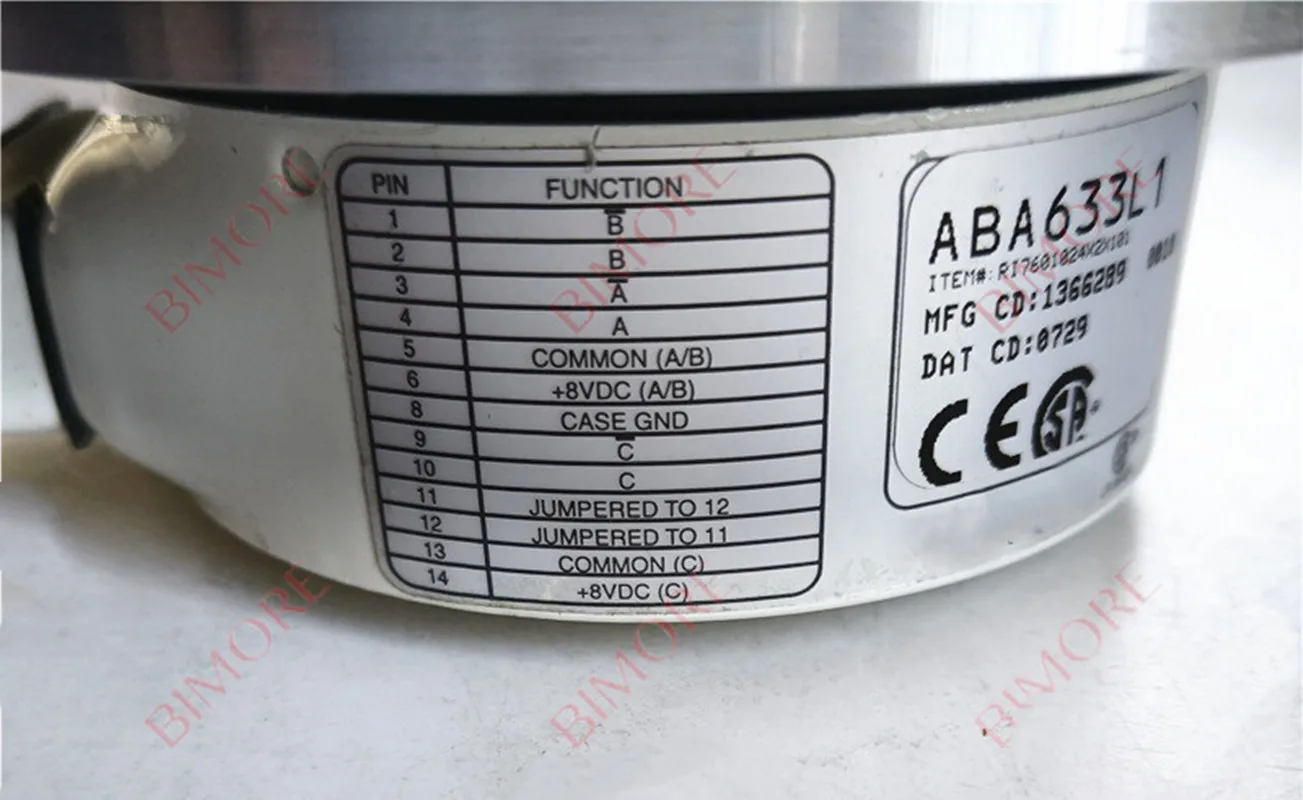 PIN FUNCTION
1 B̅
2 B
3 A̅
4 A
5 COMMON (A/B)
6 +8VDC (A/B)
8 CASE GND
9 C̅
10 C
11 JUMPERED TO 12
12 JUMPERED TO 11
13 COMMON (C)
14 +8VDC (C)
ABA633L1
ITEM#:
MFG CD:1366289
DAT CD:0729
CE SA
BIMORE
BIMORE
BIMORE
BIMORE
BIMORE
BIMORE